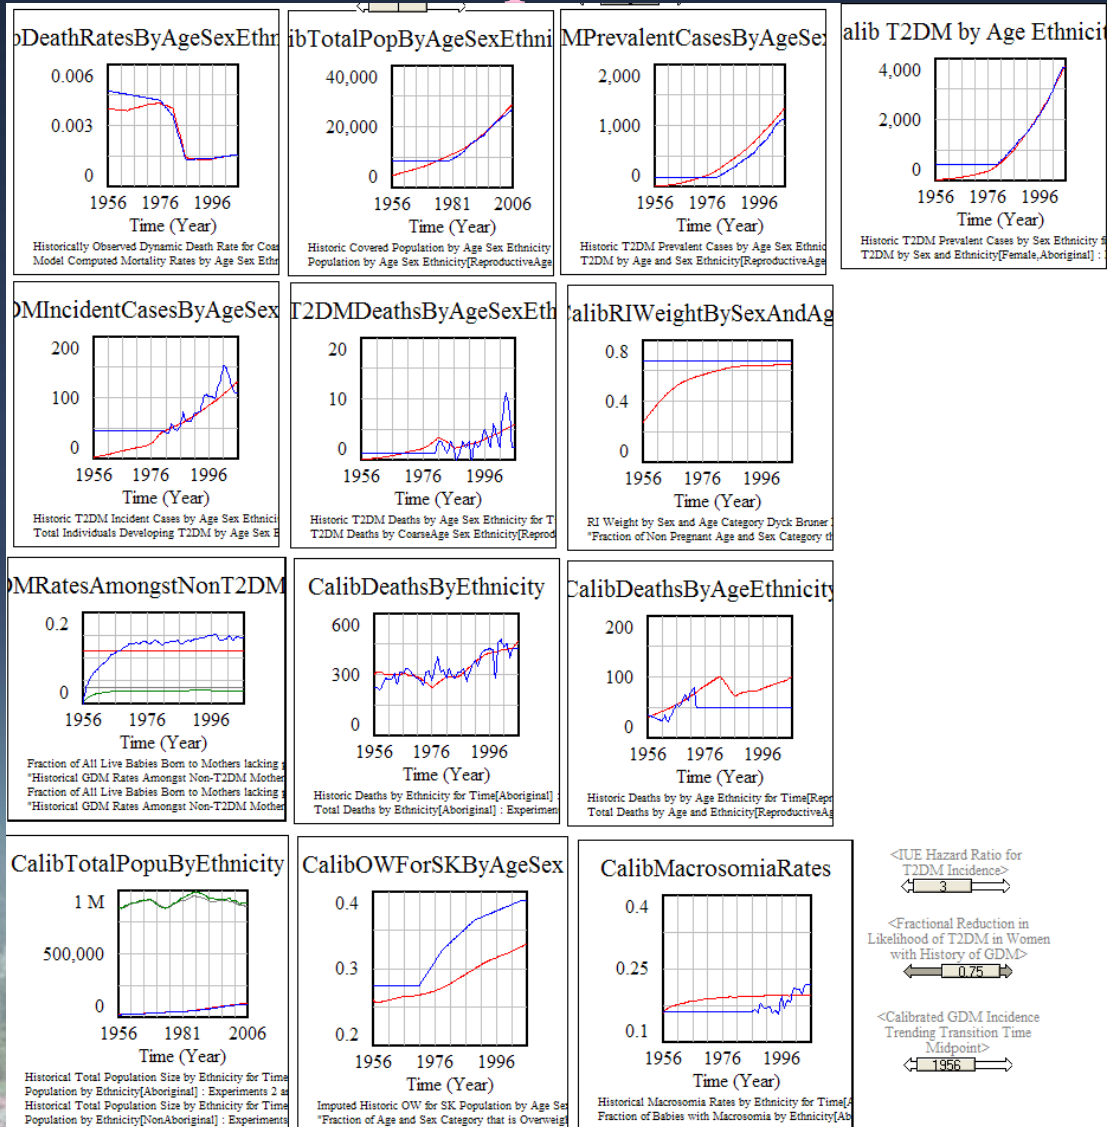 bDeathRatesByAgeSexEthn
0.006
0.003
0
1956 1976 1996
Time (Year)
Historically Observed Dynamic Death Rate for Coar
Model Computed Mortality Rates by Age Sex Ethn
ibTotalPopByAgeSexEthni
40,000
20,000
0
1956 1981 2006
Time (Year)
Historic Covered Population by Age Sex Ethnicity
Population by Age Sex Ethnicity[ReproductiveAge
MPrevalentCasesByAgeSex
2,000
1,000
0
1956 1976 1996
Time (Year)
Historic T2DM Prevalent Cases by Age Sex Ethnic
T2DM by Age and Sex Ethnicity[ReproductiveAge
alib T2DM by Age Ethnicit
4,000
2,000
0
1956 1976 1996
Time (Year)
Historic T2DM Prevalent Cases by Sex Ethnicity f
T2DM by Sex and Ethnicity[Female,Aboriginal] :
DMIncidentCasesByAgeSex
200
100
0
1956 1976 1996
Time (Year)
Historic T2DM Incident Cases by Age Sex Ethnici
Total Individuals Developing T2DM by Age Sex E
T2DMDeathsByAgeSexEth
20
10
0
1956 1976 1996
Time (Year)
Historic T2DM Deaths by Age Sex Ethnicity for T
T2DM Deaths by CoarseAge Sex Ethnicity[Reprod
CalibRIWeightBySexAndAg
0.8
0.4
0
1956 1976 1996
Time (Year)
RI Weight by Sex and Age Category Dyck Bruner
"Fraction of Non Pregnant Age and Sex Category th
DMRatesAmongstNonT2DM
0.2
0
1956 1976 1996
Time (Year)
Fraction of All Live Babies Born to Mothers lacking
"Historical GDM Rates Amongst Non-T2DM Mother
Fraction of All Live Babies Born to Mothers lacking
"Historical GDM Rates Amongst Non-T2DM Mother
CalibDeathsByEthnicity
600
300
0
1956 1976 1996
Time (Year)
Historic Deaths by Ethnicity for Time[Aboriginal] :
Total Deaths by Ethnicity[Aboriginal] : Experimen
CalibDeathsByAgeEthnicity
200
100
0
1956 1976 1996
Time (Year)
Historic Deaths by by Age Ethnicity for Time[Repr
Total Deaths by Age and Ethnicity[ReproductiveAg
CalibTotalPopuByEthnicity
1 M
500,000
0
1956 1981 2006
Time (Year)
Historical Total Population Size by Ethnicity for Time
Population by Ethnicity[Aboriginal] : Experiments 2 as
Historical Total Population Size by Ethnicity for Time
Population by Ethnicity[NonAboriginal] : Experiments
CalibOWForSKByAgeSex
0.4
0.3
0.2
1956 1976 1996
Time (Year)
Imputed Historic OW for SK Population by Age Sex
"Fraction of Age and Sex Category that is Overweigh
CalibMacrosomiaRates
0.4
0.25
0.1
1956 1976 1996
Time (Year)
Historical Macrosomia Rates by Ethnicity for Time[A
Fraction of Babies with Macrosomia by Ethnicity[Ab
<IUE Hazard Ratio for
T2DM Incidence>
3
<Fractional Reduction in
Likelihood of T2DM in Women
with History of GDM>
0.75
<Calibrated GDM Incidence
Trending Transition Time
Midpoint>
1956